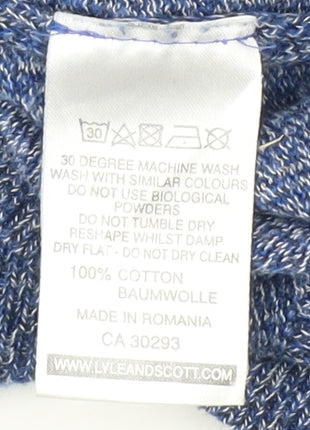 30
30 DEGREE MACHINE WASH
WASH WITH SIMILAR COLOURS
DO NOT USE BIOLOGICAL
POWDERS
DO NOT TUMBLE DRY
RESHAPE WHILST DAMP
DRY FLAT - DO NOT DRY CLEAN
100% COTTON
BAUMWOLLE
MADE IN ROMANIA
CA 30293
WWW.LYLEANDSCOTT.COM